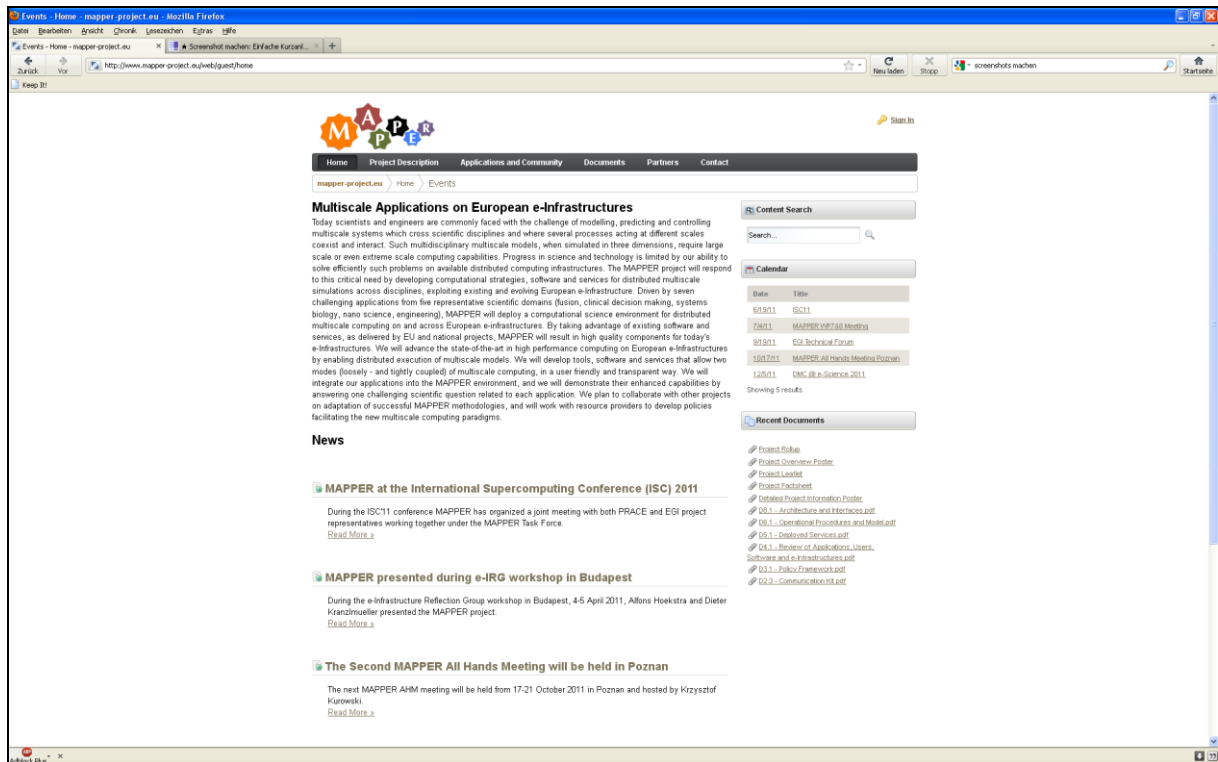 Events - Home - mapper-project.eu - Mozilla Firefox
Datei Bearbeiten Ansicht Chronik Lesezeichen Extras Hilfe
Events - Home - mapper-project.eu
Screenshot machen: Einfache Kurzanl...
Zurück
Vor
http://www.mapper-project.eu/web/guest/home
Neu laden
Stopp
screenshots machen
Startseite
Keep It!
MAPPER
Sign In
Home Project Description Applications and Community Documents Partners Contact
mapper-project.eu Home Events
Multiscale Applications on European e-Infrastructures
Today scientists and engineers are commonly faced with the challenge of modelling, predicting and controlling
multiscale systems which cross scientific disciplines and where several processes acting at different scales
coexist and interact. Such multidisciplinary multiscale models, when simulated in three dimensions, require large
scale or even extreme scale computing capabilities. Progress in science and technology is limited by our ability to
solve efficiently such problems on available distributed computing infrastructures. The MAPPER project will respond
to this critical need by developing computational strategies, software and services for distributed multiscale
simulations across disciplines, exploiting existing and evolving European e-Infrastructure. Driven by seven
challenging applications from five representative scientific domains (fusion, clinical decision making, systems
biology, nano science, engineering), MAPPER will deploy a computational science environment for distributed
multiscale computing on and across European e-infrastructures. By taking advantage of existing software and
services, as delivered by EU and national projects, MAPPER will result in high quality components for today's
e-Infrastructures. We will advance the state-of-the-art in high performance computing on European e-Infrastructures
by enabling distributed execution of multiscale models. We will develop tools, software and services that allow two
modes (loosely - and tightly coupled) of multiscale computing, in a user friendly and transparent way. We will
integrate our applications into the MAPPER environment, and we will demonstrate their enhanced capabilities by
answering one challenging scientific question related to each application. We plan to collaborate with other projects
on adaptation of successful MAPPER methodologies, and will work with resource providers to develop policies
facilitating the new multiscale computing paradigms.
News
MAPPER at the International Supercomputing Conference (ISC) 2011
During the ISC'11 conference MAPPER has organized a joint meeting with both PRACE and EGI project
representatives working together under the MAPPER Task Force.
Read More »
MAPPER presented during e-IRG workshop in Budapest
During the e-Infrastructure Reflection Group workshop in Budapest, 4-5 April 2011, Alfons Hoekstra and Dieter
Kranzlmueller presented the MAPPER project.
Read More »
The Second MAPPER All Hands Meeting will be held in Poznan
The next MAPPER AHM meeting will be held from 17-21 October 2011 in Poznan and hosted by Krzysztof
Kurowski.
Read More »
Content Search
Search...
Calendar
Date Title
6/19/11 ISC11
7/4/11 MAPPER WP7&8 Meeting
9/19/11 EGI Technical Forum
10/17/11 MAPPER All Hands Meeting Poznan
12/5/11 DMC @ e-Science 2011
Showing 5 results.
Recent Documents
Project Rollup
Project Overview Poster
Project Leaflet
Project Factsheet
Detailed Project Information Poster
D8.1 - Architecture and Interfaces.pdf
D6.1 - Operational Procedures and Model.pdf
D5.1 - Deployed Services.pdf
D4.1 - Review of Applications, Users,
Software and e-Infrastructures.pdf
D3.1 - Policy Framework.pdf
D2.3 - Communication Kit.pdf
Adblock Plus